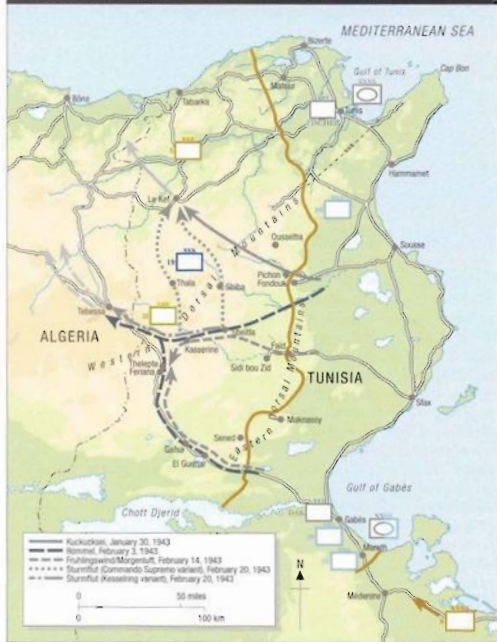 MEDITERRANEAN SEA
Bizerte
Cap Bon
Gulf of Tunis
Mateur
Bône
Tabarka
Tunis
Hammamet
Le Kef
Ousseltia
Sousse
Pichon
Fondouk
Thala
Sbiba
Western Dorsal Mountains
Tebessa
ALGERIA
Sbeitla
Kasserine
Faïd
Sidi bou Zid
TUNISIA
Thelepte
Feriana
Eastern Dorsal Mountains
Sfax
Maknassy
Sened
Gafsa
El Guettar
Gulf of Gabès
Chott Djerid
Gabès
Mareth
Medenine
N
Kuckucksei, January 30, 1943
Rommel, February 3, 1943
Fruhlingswind/Morgenluft, February 14, 1943
Sturmflut (Commando Supremo variant), February 20, 1943
Sturmflut (Kesselring variant), February 20, 1943
0 50 miles
0 100 km